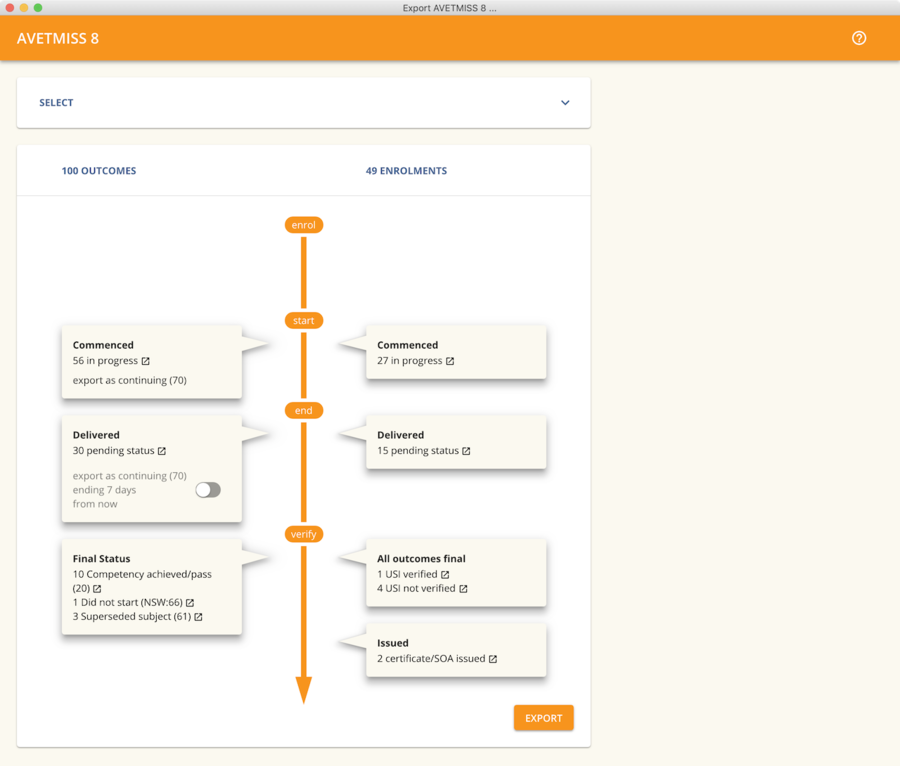 Export AVETMISS 8 ...
AVETMISS 8
SELECT
100 OUTCOMES
49 ENROLMENTS
enrol
start
Commenced
56 in progress
export as continuing (70)
Commenced
27 in progress
end
Delivered
30 pending status
export as continuing (70)
ending 7 days
from now
Delivered
15 pending status
verify
Final Status
10 Competency achieved/pass
(20)
1 Did not start (NSW:66)
3 Superseded subject (61)
All outcomes final
1 USI verified
4 USI not verified
Issued
2 certificate/SOA issued
EXPORT